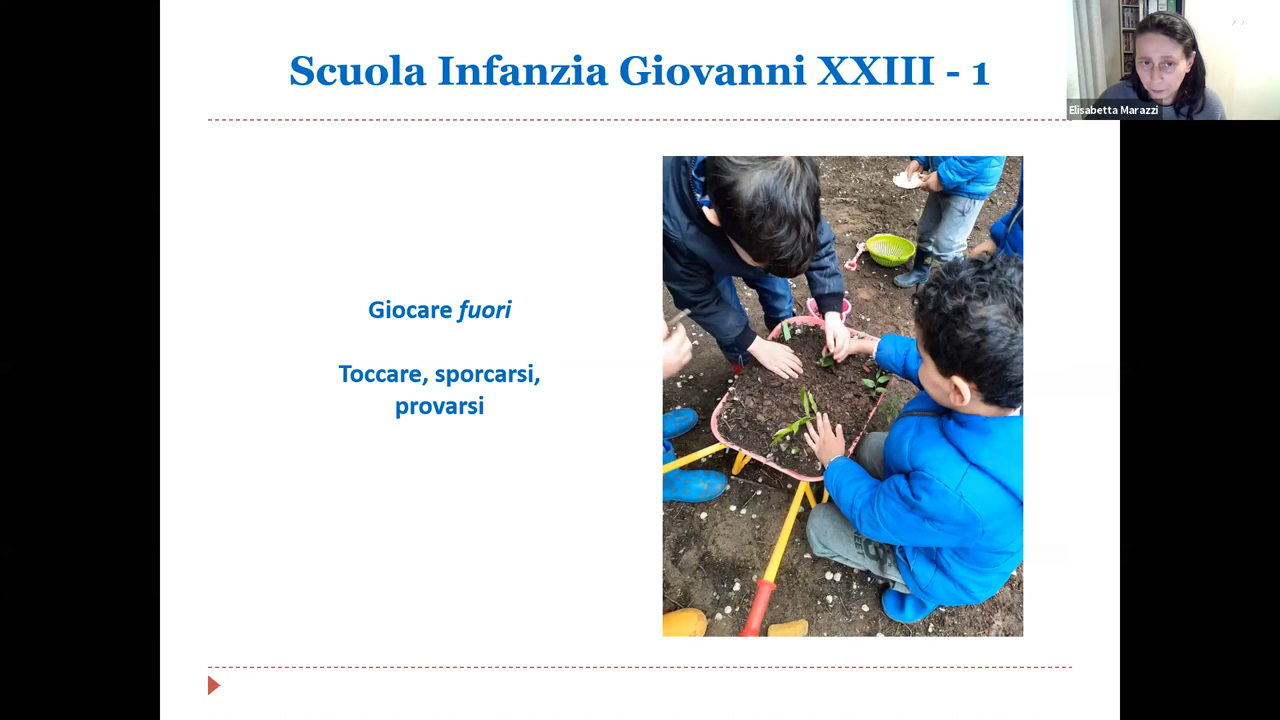 Scuola Infanzia Giovanni XXIII - 1
Elisabetta Marazzi
Giocare fuori
Toccare, sporcarsi,
provarsi